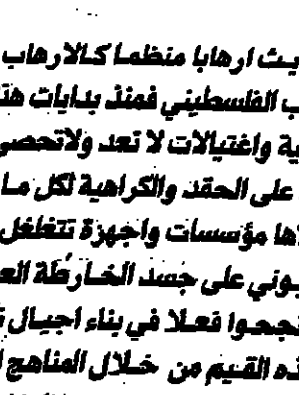 يث ارهابا منظما كالارهاب
ب الفلسطيني فمنذ بدايات هذ
ية واغتيالات لا تعد ولاتحصى
على الحقد والكراهية لكل ما
ها مؤسسات واجهزة تتغلغل
يوني على جسد الخارطة الع
نجحوا فعلا في بناء اجيال
ذه القيم من خلال المناهج ا